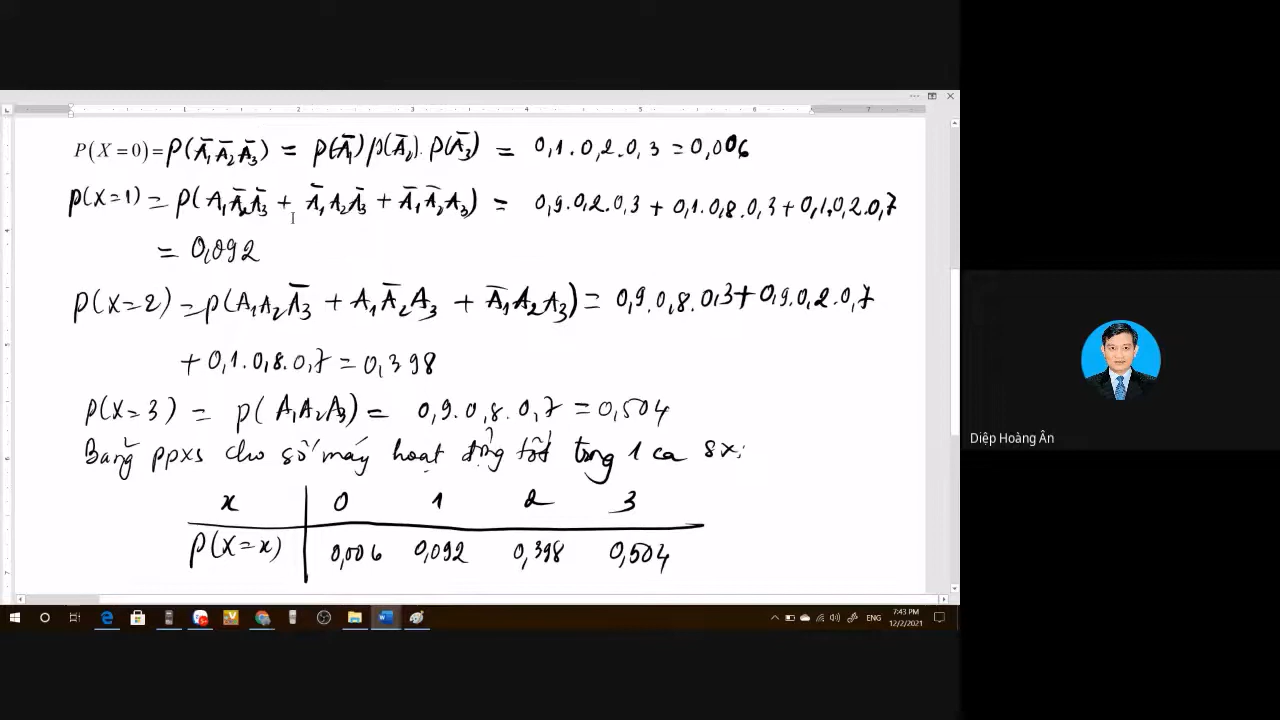 P(X=0)=P(Ā₁Ā₂Ā₃) = P(Ā₁)P(Ā₂).P(Ā₃) = 0,1.0,2.0,3 = 0,006
P(X=1) = P(A₁Ā₂Ā₃ + Ā₁A₂Ā₃ + Ā₁Ā₂A₃) = 0,9.0,2.0,3 + 0,1.0,8.0,3 + 0,1.0,2.0,7
= 0,092
P(X=2) = P(A₁A₂Ā₃ + A₁Ā₂A₃ + Ā₁A₂A₃) = 0,9.0,8.0,3 + 0,9.0,2.0,7
+ 0,1.0,8.0,7 = 0,398
P(X=3) = P(A₁A₂A₃) = 0,9.0,8.0,7 = 0,504
Bảng ppxs cho số máy hoạt động tốt trong 1 ca sx:
x 0 1 2 3
P(X=x) 0,006 0,092 0,398 0,504
Diệp Hoàng Ân
ENG
7:43 PM
12/2/2021